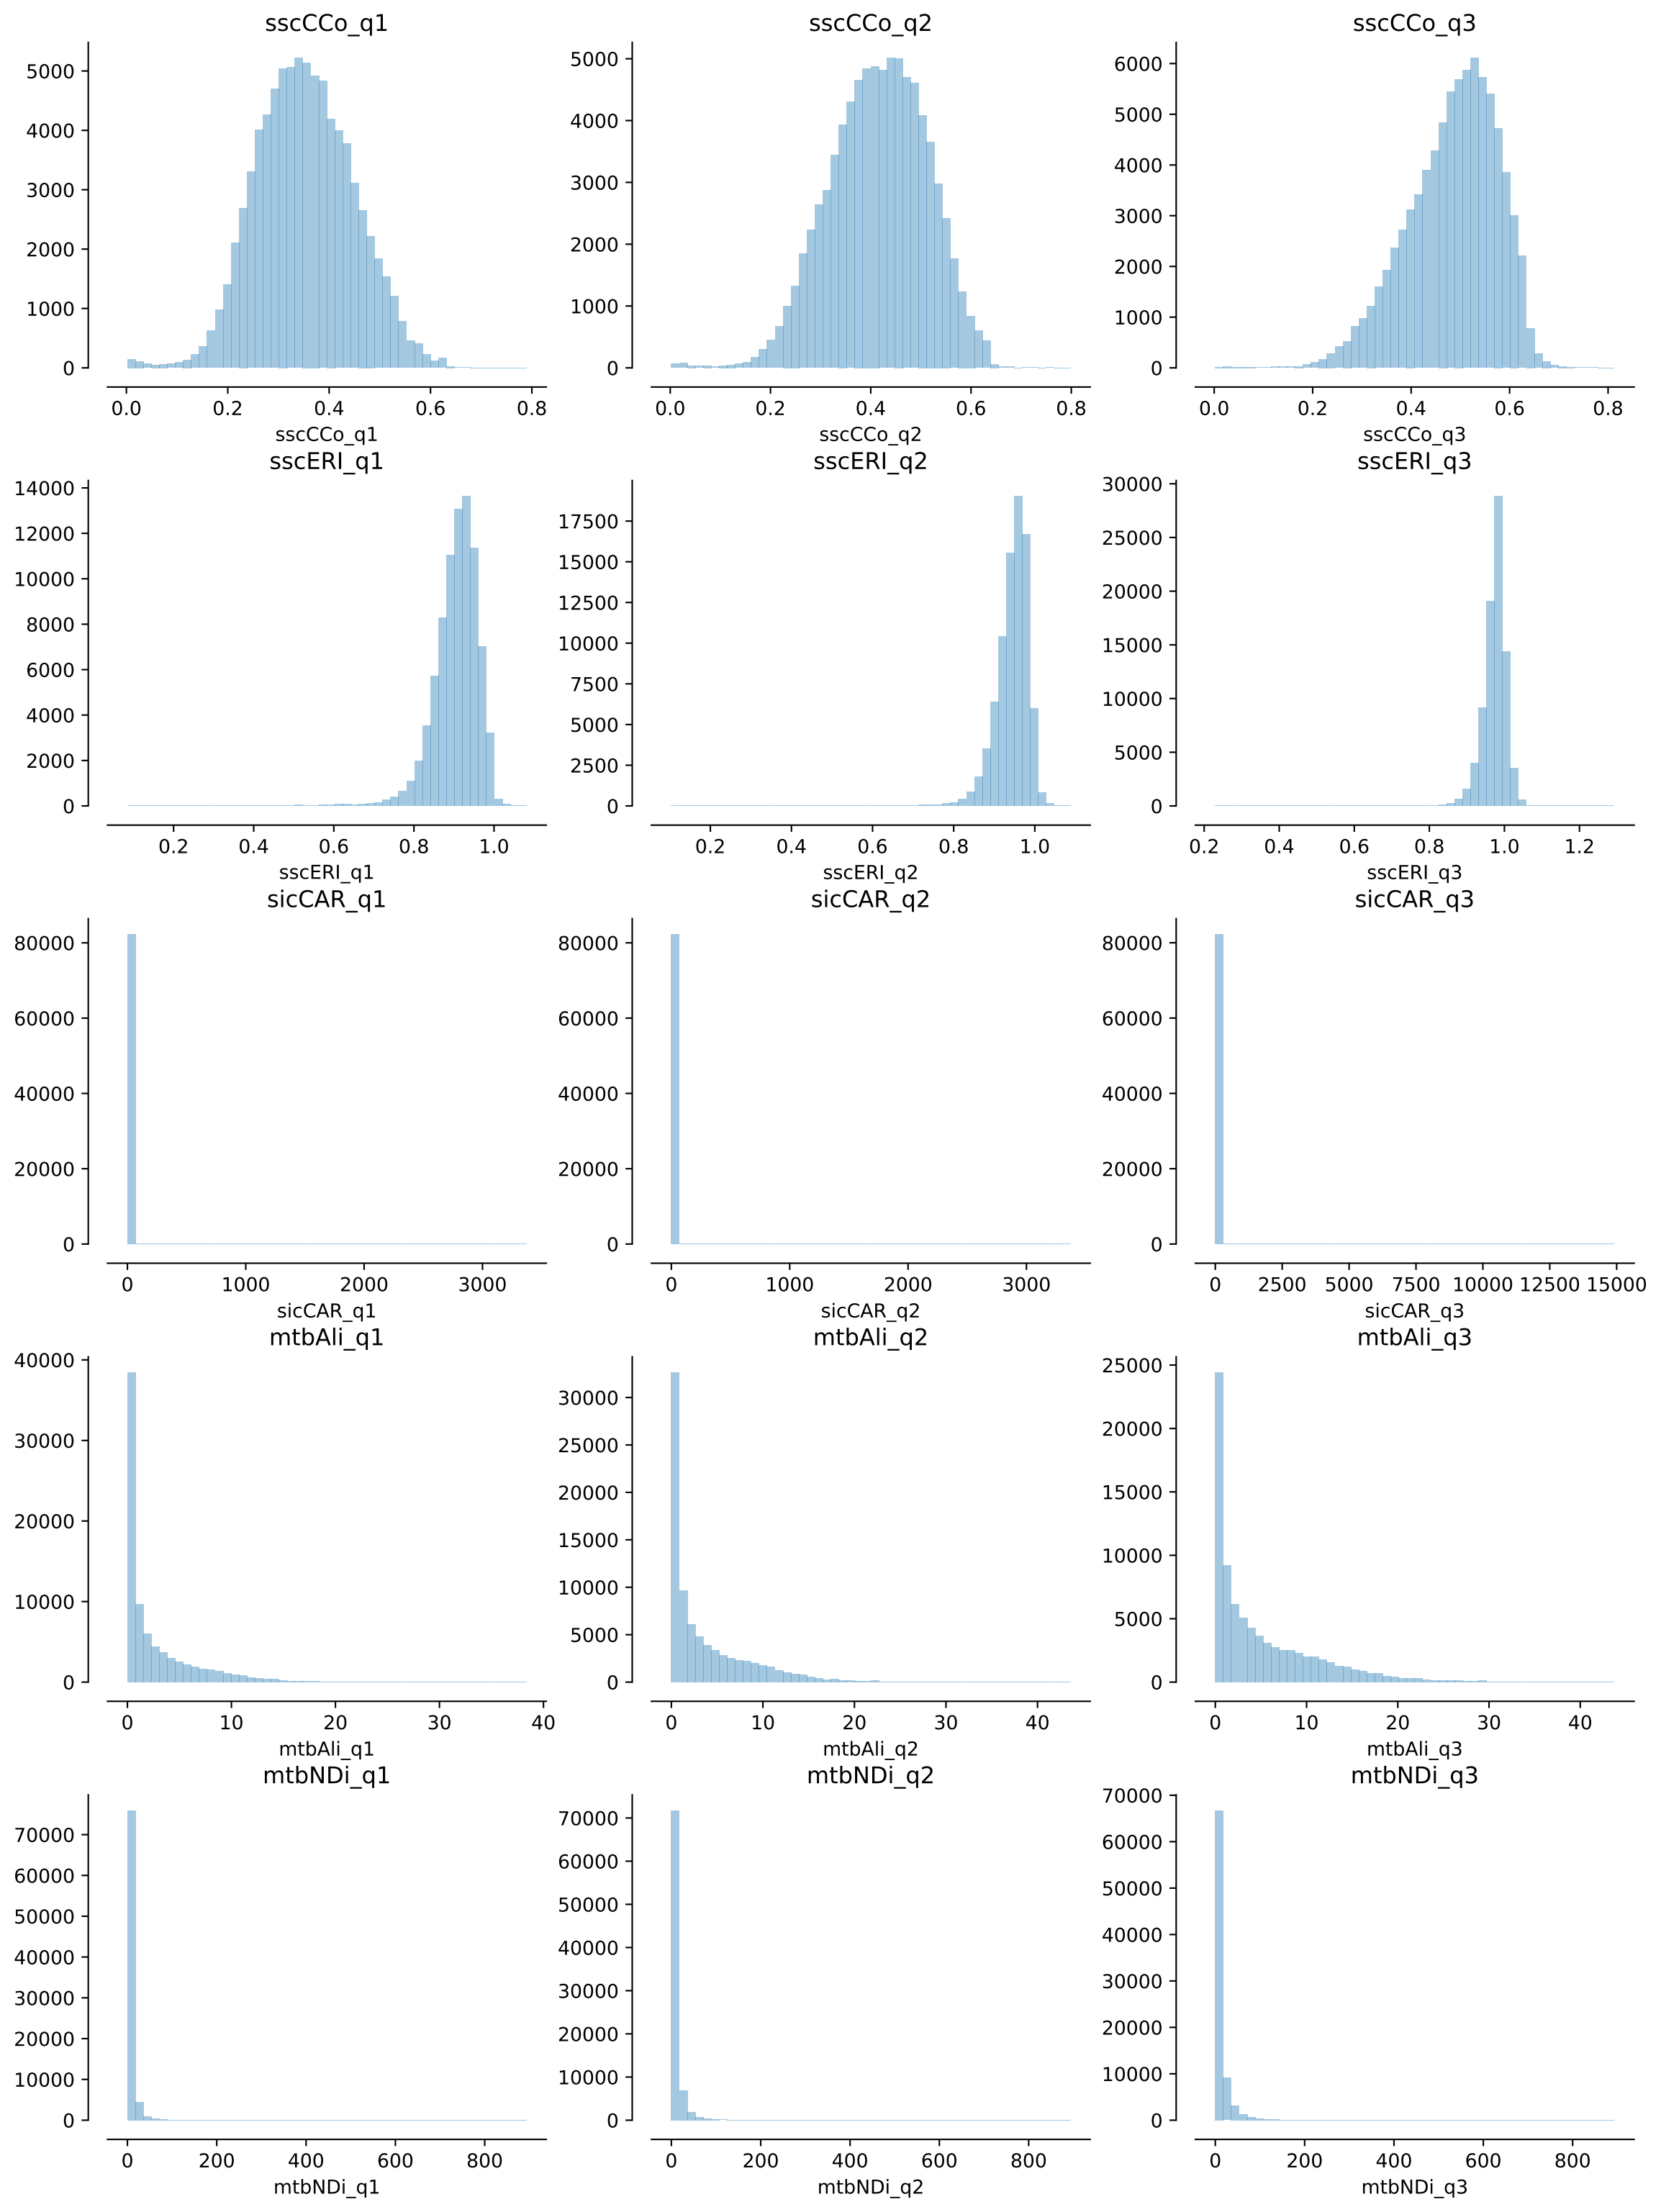 sscCCo_q1 sscCCo_q2 sscCCo_q3
5000 5000 6000
4000 4000 5000
3000 3000 4000
2000 2000 3000
1000 1000 2000
0 0 1000
0
0.0 0.2 0.4 0.6 0.8 0.0 0.2 0.4 0.6 0.8 0.0 0.2 0.4 0.6 0.8
sscCCo_q1 sscCCo_q2 sscCCo_q3
sscERI_q1 sscERI_q2 sscERI_q3
14000 17500 30000
12000 15000 25000
10000 12500 20000
8000 10000 15000
6000 7500 10000
4000 5000 5000
2000 2500 0
0 0
0.2 0.4 0.6 0.8 1.0 0.2 0.4 0.6 0.8 1.0 0.2 0.4 0.6 0.8 1.0 1.2
sscERI_q1 sscERI_q2 sscERI_q3
sicCAR_q1 sicCAR_q2 sicCAR_q3
80000 80000 80000
60000 60000 60000
40000 40000 40000
20000 20000 20000
0 0 0
0 1000 2000 3000 0 1000 2000 3000 0 2500 5000 7500 10000 12500 15000
sicCAR_q1 sicCAR_q2 sicCAR_q3
mtbAli_q1 mtbAli_q2 mtbAli_q3
40000 30000 25000
30000 25000 20000
20000 20000 15000
10000 15000 10000
0 10000 5000
5000 0
0
0 10 20 30 40 0 10 20 30 40 0 10 20 30 40
mtbAli_q1 mtbAli_q2 mtbAli_q3
mtbNDi_q1 mtbNDi_q2 mtbNDi_q3
70000 70000 70000
60000 60000 60000
50000 50000 50000
40000 40000 40000
30000 30000 30000
20000 20000 20000
10000 10000 10000
0 0 0
0 200 400 600 800 0 200 400 600 800 0 200 400 600 800
mtbNDi_q1 mtbNDi_q2 mtbNDi_q3